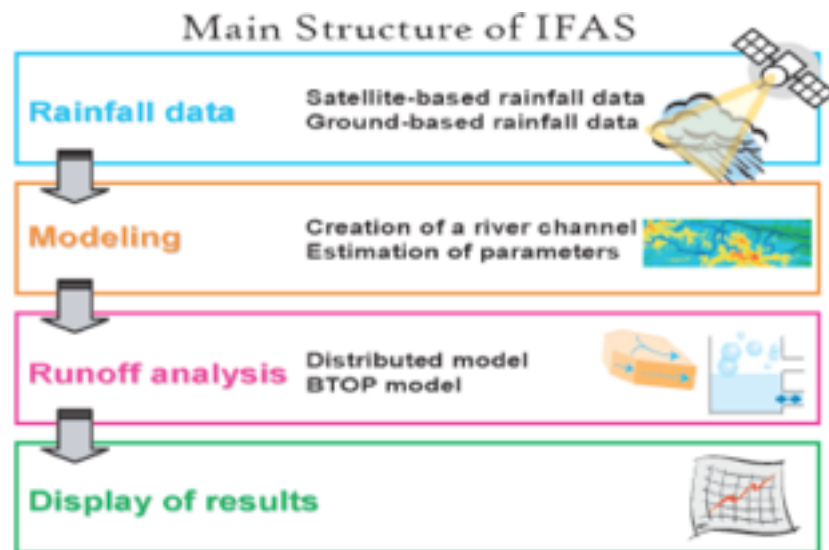 Main Structure of IFAS
Rainfall data
Satellite-based rainfall data
Ground-based rainfall data
Modeling
Creation of a river channel
Estimation of parameters
Runoff analysis
Distributed model
BTOP model
Display of results